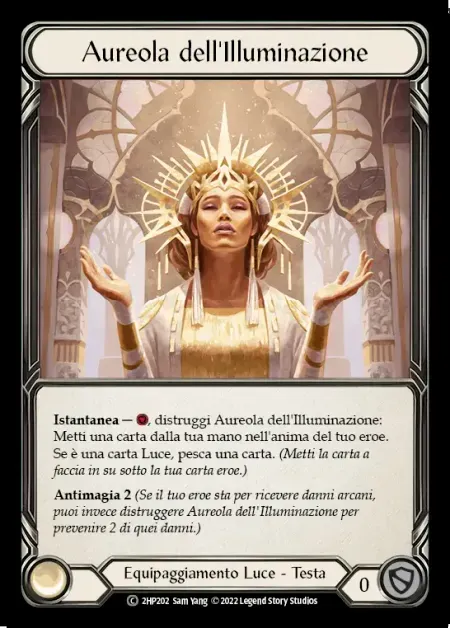 Aureola dell'Illuminazione
Istantanea — , distruggi Aureola dell'Illuminazione:
Metti una carta dalla tua mano nell'anima del tuo eroe.
Se è una carta Luce, pesca una carta. (Metti la carta a
faccia in su sotto la tua carta eroe.)
Antimagia 2 (Se il tuo eroe sta per ricevere danni arcani,
puoi invece distruggere Aureola dell'Illuminazione per
prevenire 2 di quei danni.)
Equipaggiamento Luce - Testa
0
C 2HP202 Sam Yang © 2022 Legend Story Studios